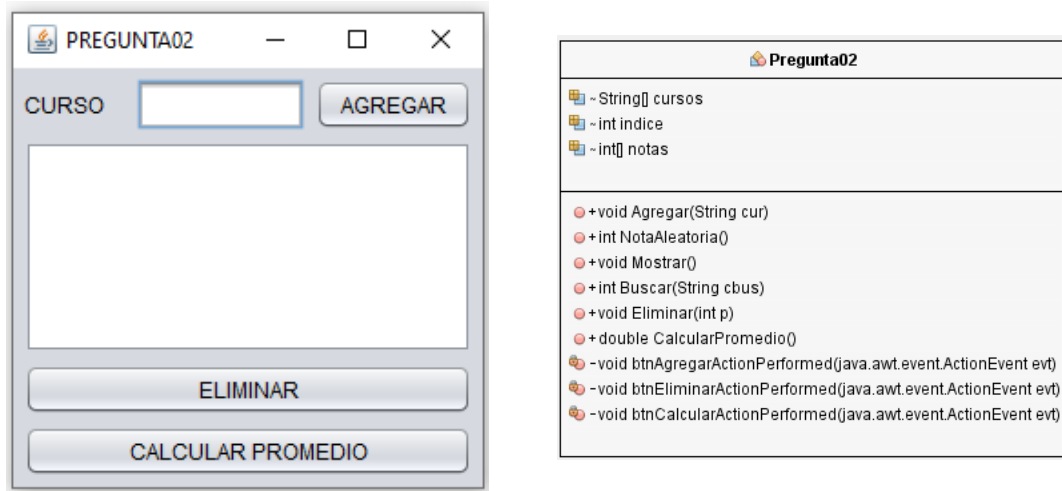 PREGUNTA02
CURSO
AGREGAR
ELIMINAR
CALCULAR PROMEDIO
Pregunta02
~String[] cursos
~int indice
~int[] notas
+void Agregar(String cur)
+int NotaAleatoria()
+void Mostrar()
+int Buscar(String cbus)
+void Eliminar(int p)
+double CalcularPromedio()
-void btnAgregarActionPerformed(java.awt.event.ActionEvent evt)
-void btnEliminarActionPerformed(java.awt.event.ActionEvent evt)
-void btnCalcularActionPerformed(java.awt.event.ActionEvent evt)